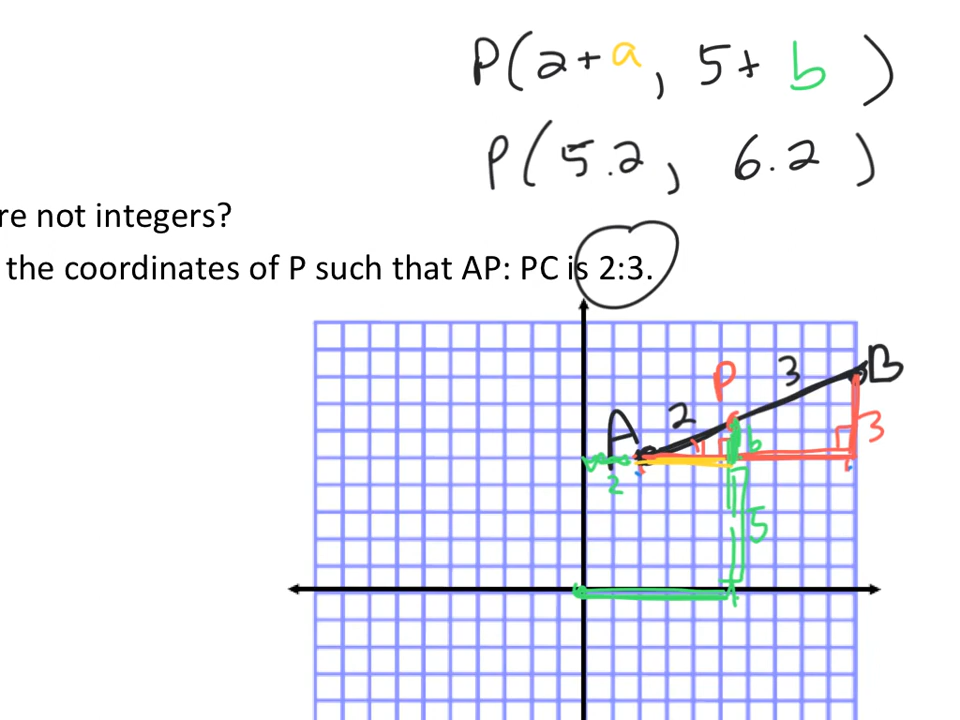 P(2+a, 5+b)
P(5.2, 6.2)
re not integers?
the coordinates of P such that AP: PC is 2:3.
P
3
B
A
2
b
3
2
5